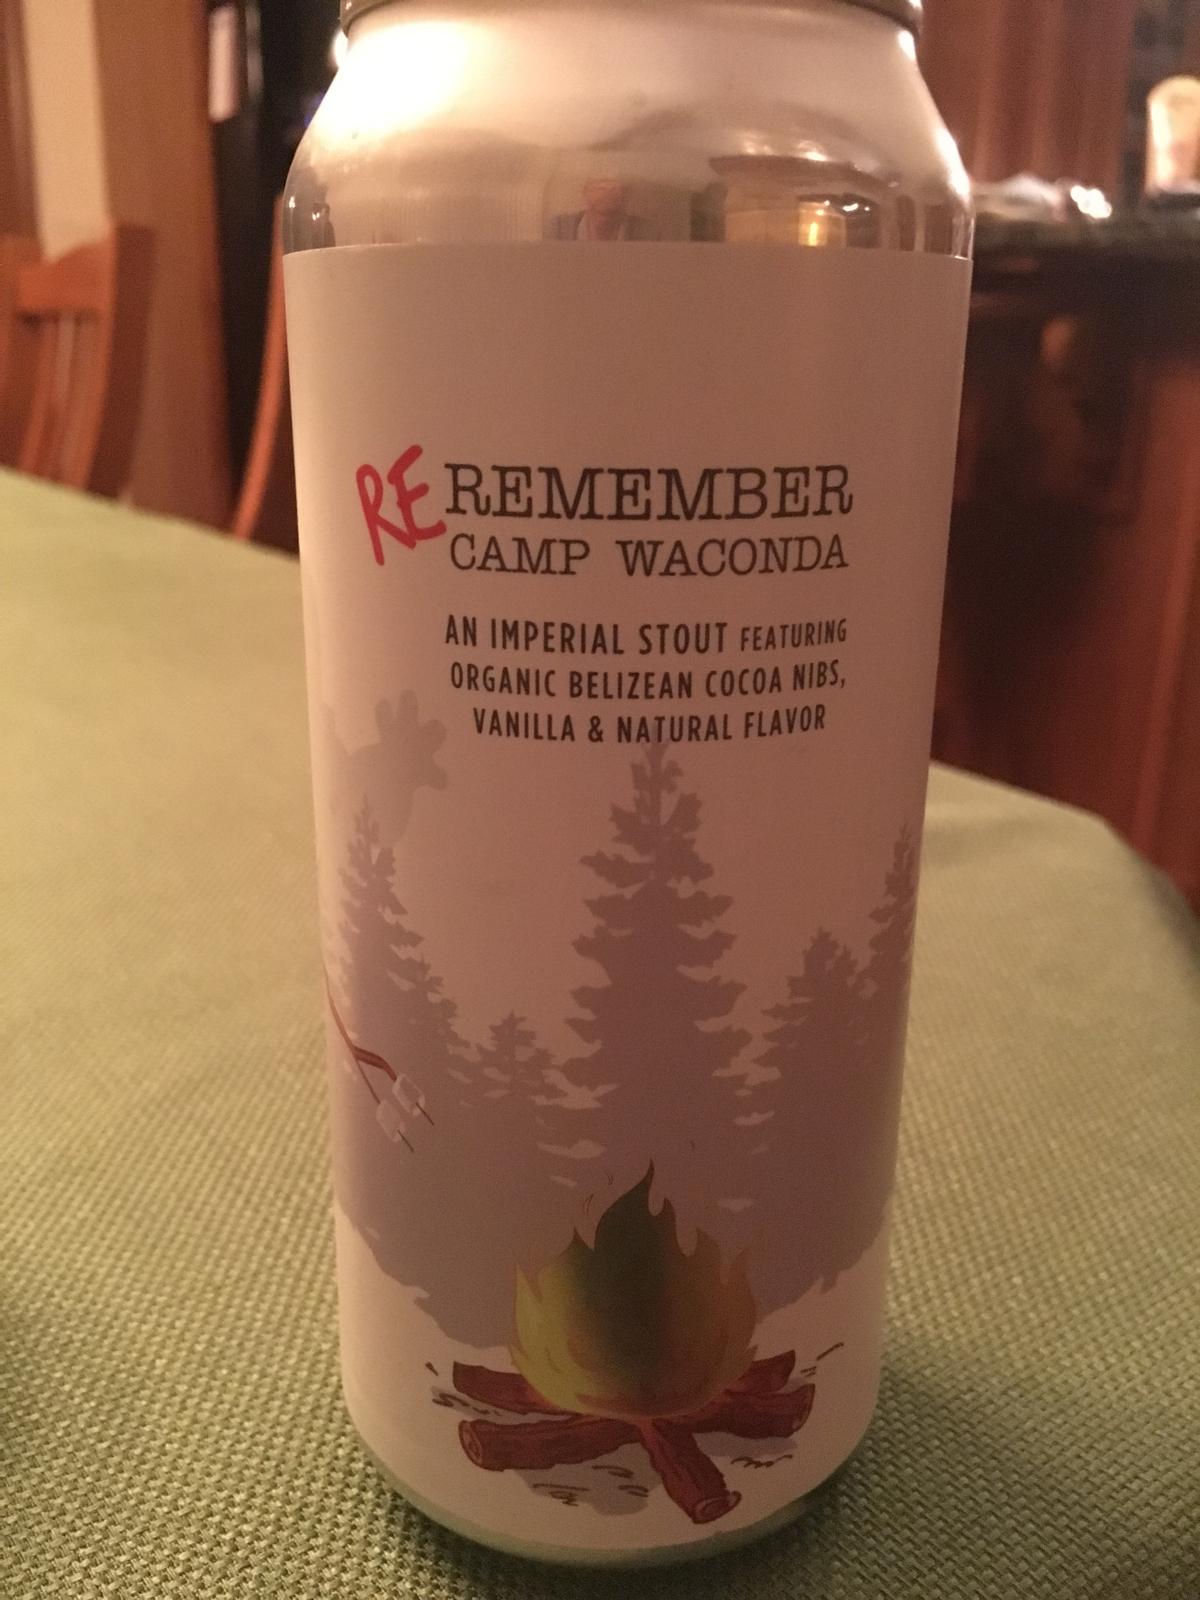 RE REMEMBER
CAMP WACONDA
AN IMPERIAL STOUT FEATURING
ORGANIC BELIZEAN COCOA NIBS,
VANILLA & NATURAL FLAVOR